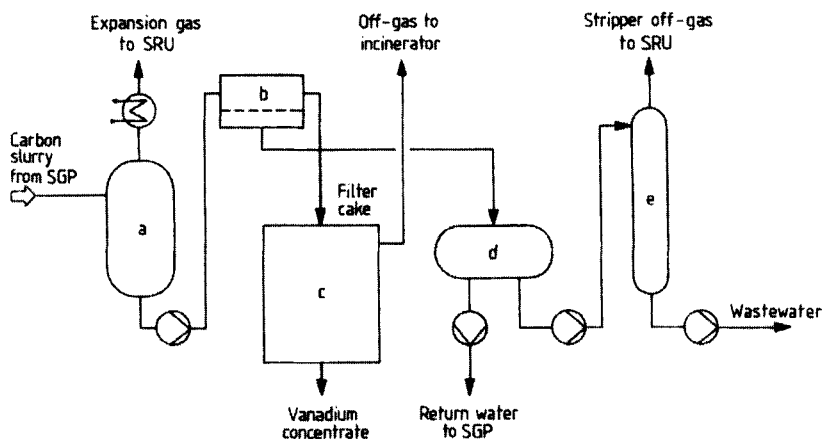 Expansion gas
to SRU
Off-gas to
incinerator
Stripper off-gas
to SRU
b
Carbon
slurry
from SGP
Filter
cake
a
c
d
e
Wastewater
Vanadium
concentrate
Return water
to SGP